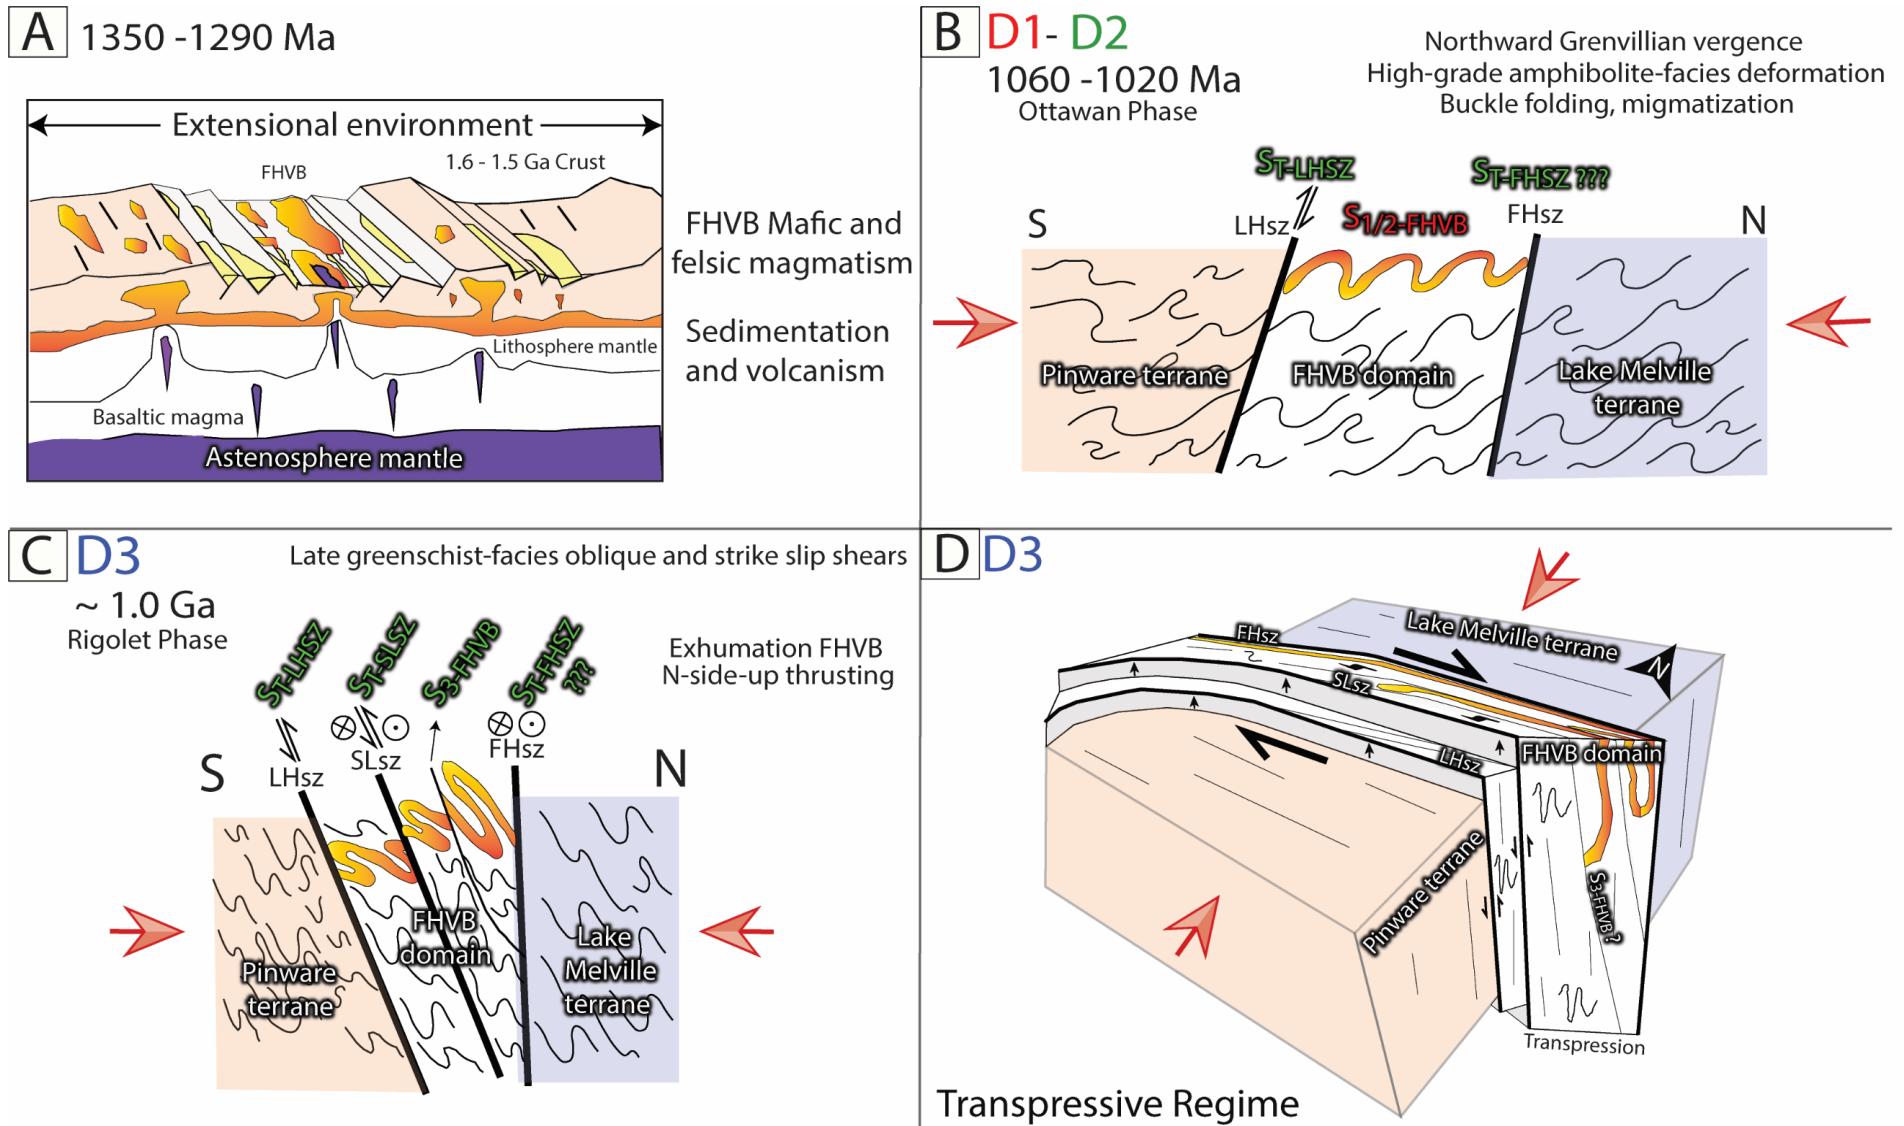 A 1350 -1290 Ma
Extensional environment
FHVB
1.6 - 1.5 Ga Crust
FHVB Mafic and
felsic magmatism
Sedimentation
and volcanism
Lithosphere mantle
Basaltic magma
Astenosphere mantle
B D1- D2
1060 -1020 Ma
Ottawan Phase
Northward Grenvillian vergence
High-grade amphibolite-facies deformation
Buckle folding, migmatization
ST-LHSZ
ST-FHSZ ???
S
LHsz
S1/2-FHVB
FHsz
N
Pinware terrane
FHVB domain
Lake Melville
terrane
C D3
~ 1.0 Ga
Rigolet Phase
Late greenschist-facies oblique and strike slip shears
Exhumation FHVB
N-side-up thrusting
ST-LHSZ
ST-SLSZ
S3-FHVB
ST-FHSZ
???
S
LHsz
SLsz
FHsz
N
Pinware
terrane
FHVB
domain
Lake
Melville
terrane
D D3
FHsz
Lake Melville terrane
N
SLsz
LHsz
FHVB domain
Pinware terrane
S3-FHVB?
Transpression
Transpressive Regime